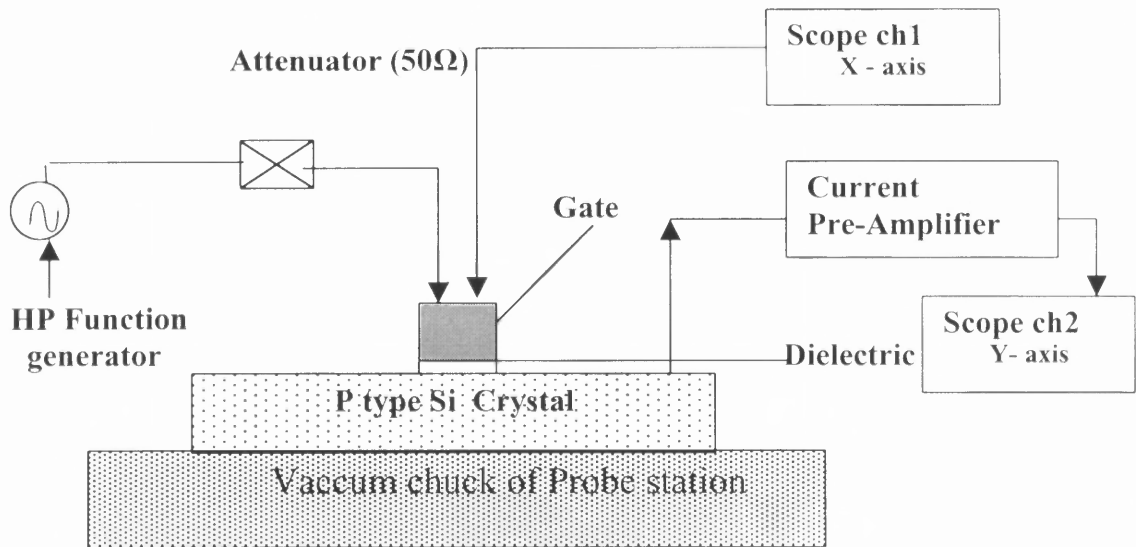 Scope ch1
X - axis
Attenuator (50Ω)
Current
Pre-Amplifier
Gate
HP Function
generator
Scope ch2
Y- axis
Dielectric
P type Si Crystal
Vaccum chuck of Probe station